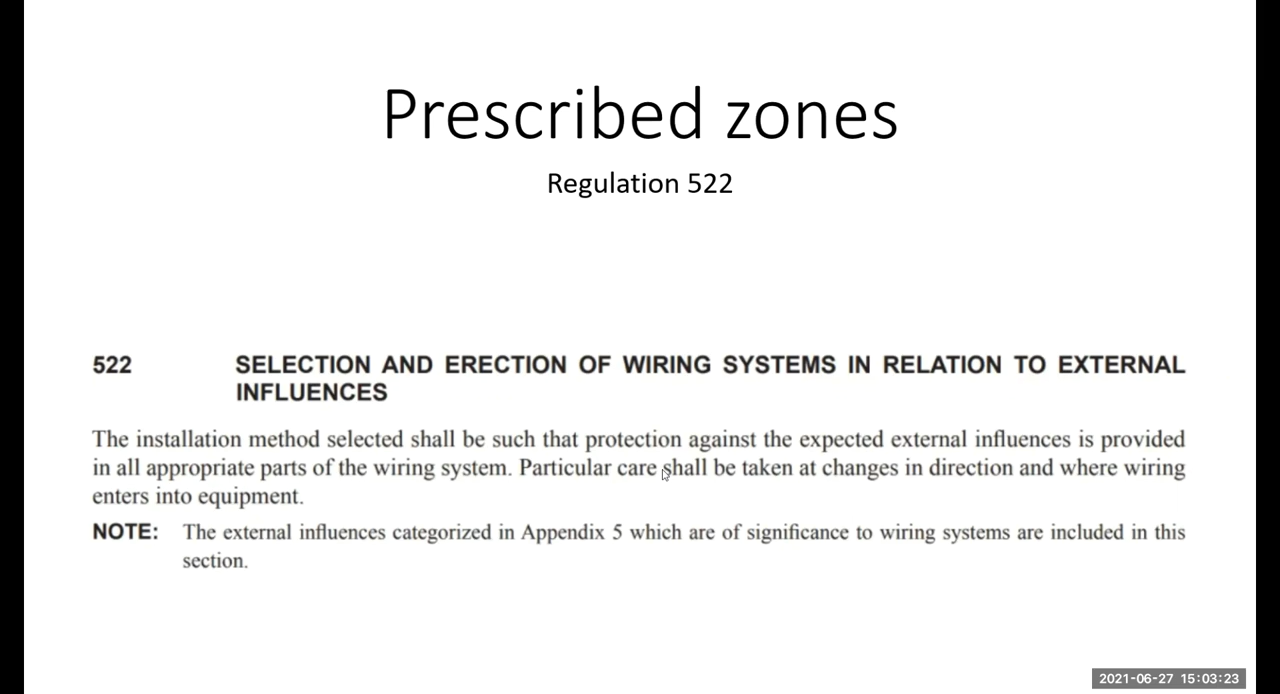 Prescribed zones
Regulation 522
522 SELECTION AND ERECTION OF WIRING SYSTEMS IN RELATION TO EXTERNAL
INFLUENCES
The installation method selected shall be such that protection against the expected external influences is provided
in all appropriate parts of the wiring system. Particular care shall be taken at changes in direction and where wiring
enters into equipment.
NOTE: The external influences categorized in Appendix 5 which are of significance to wiring systems are included in this
section.
2021-06-27 15:03:23